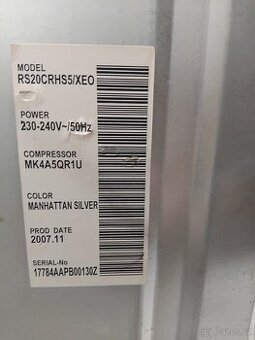 MODEL
RS20CRHS5/XEO
POWER
230-240V~/50Hz
COMPRESSOR
MK4A5QR1U
COLOR
MANHATTAN SILVER
PROD DATE
2007.11
SERIAL-No
17784AAPB00130Z